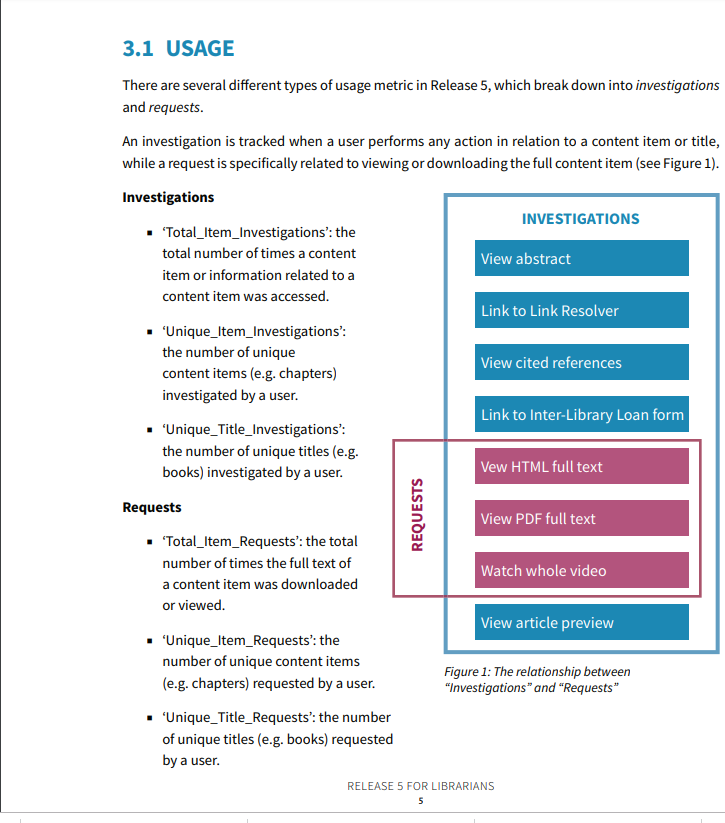 3.1 USAGE
There are several different types of usage metric in Release 5, which break down into investigations
and requests.
An investigation is tracked when a user performs any action in relation to a content item or title,
while a request is specifically related to viewing or downloading the full content item (see Figure 1).
Investigations
▪ ‘Total_Item_Investigations’: the
total number of times a content
item or information related to a
content item was accessed.
▪ ‘Unique_Item_Investigations’:
the number of unique
content items (e.g. chapters)
investigated by a user.
▪ ‘Unique_Title_Investigations’:
the number of unique titles (e.g.
books) investigated by a user.
Requests
▪ ‘Total_Item_Requests’: the total
number of times the full text of
a content item was downloaded
or viewed.
▪ ‘Unique_Item_Requests’: the
number of unique content items
(e.g. chapters) requested by a user.
▪ ‘Unique_Title_Requests’: the number
of unique titles (e.g. books) requested
by a user.
INVESTIGATIONS
View abstract
Link to Link Resolver
View cited references
Link to Inter-Library Loan form
REQUESTS
Vew HTML full text
View PDF full text
Watch whole video
View article preview
Figure 1: The relationship between
“Investigations” and “Requests”
RELEASE 5 FOR LIBRARIANS
5